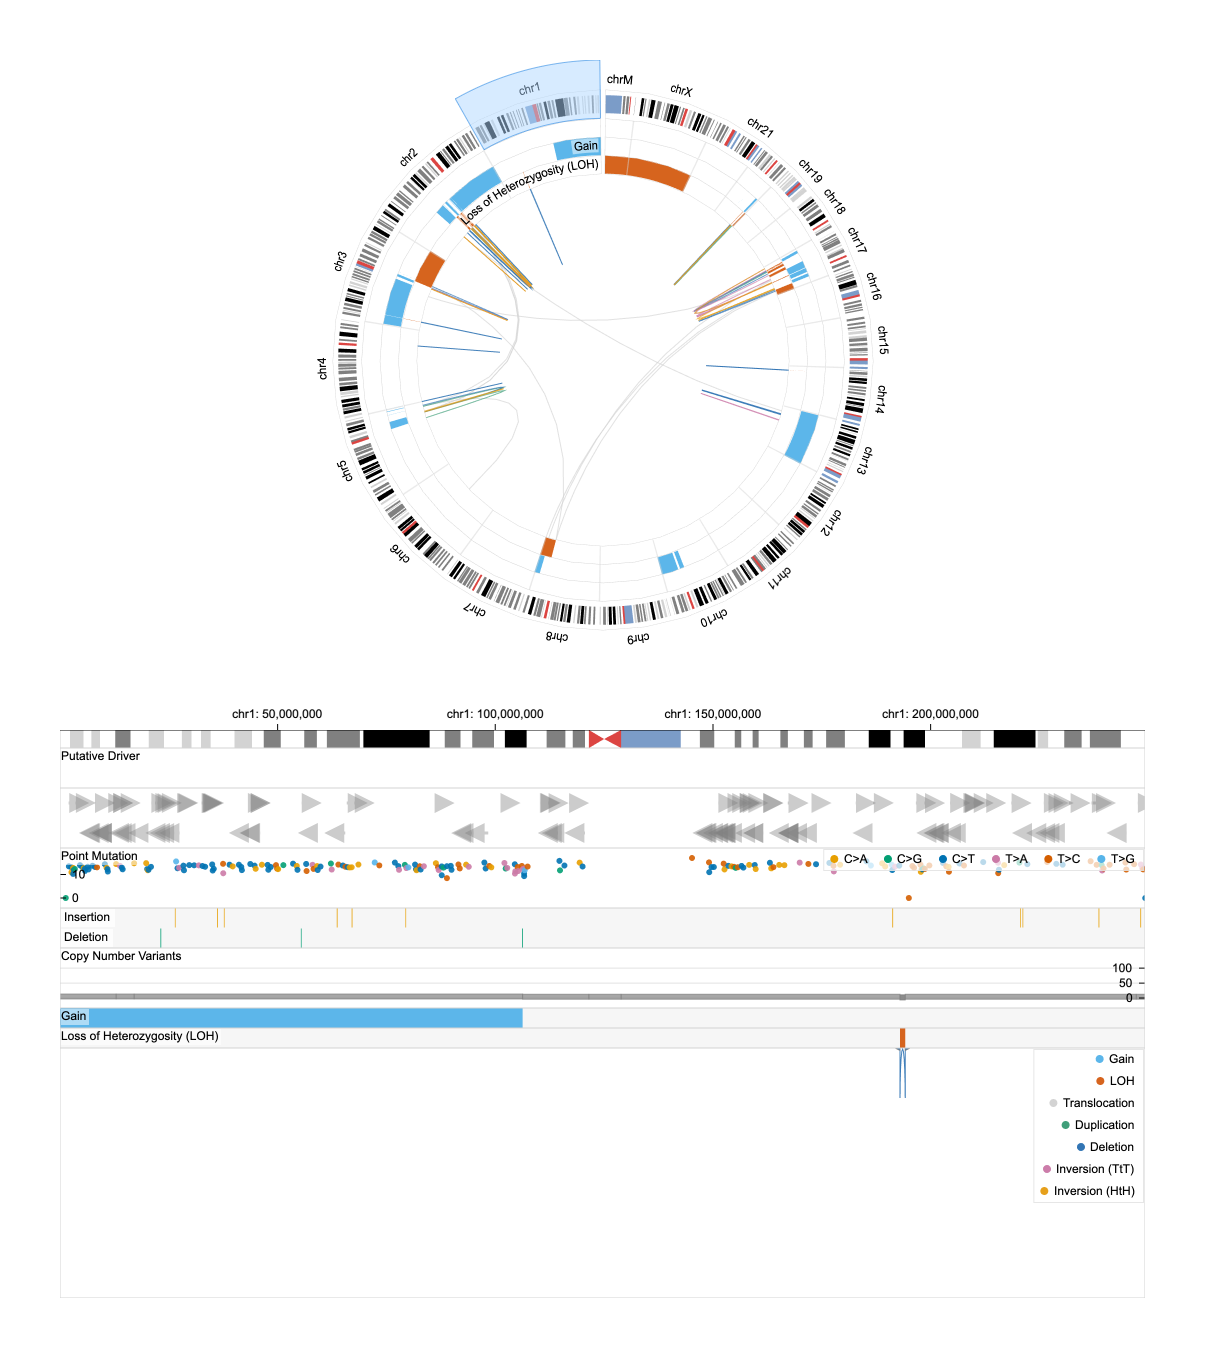 chrM
chrX
chr21
chr19
chr18
chr17
chr16
chr15
chr14
chr13
chr12
chr11
chr10
chr9
chr8
chr7
chr6
chr5
chr4
chr3
chr2
chr1
Gain
Loss of Heterozygosity (LOH)
chr1: 50,000,000
chr1: 100,000,000
chr1: 150,000,000
chr1: 200,000,000
Putative Driver
Point Mutation
C>A
C>G
C>T
T>A
T>C
T>G
10
0
Insertion
Deletion
Copy Number Variants
100
50
0
Gain
Loss of Heterozygosity (LOH)
Gain
LOH
Translocation
Duplication
Deletion
Inversion (TtT)
Inversion (HtH)